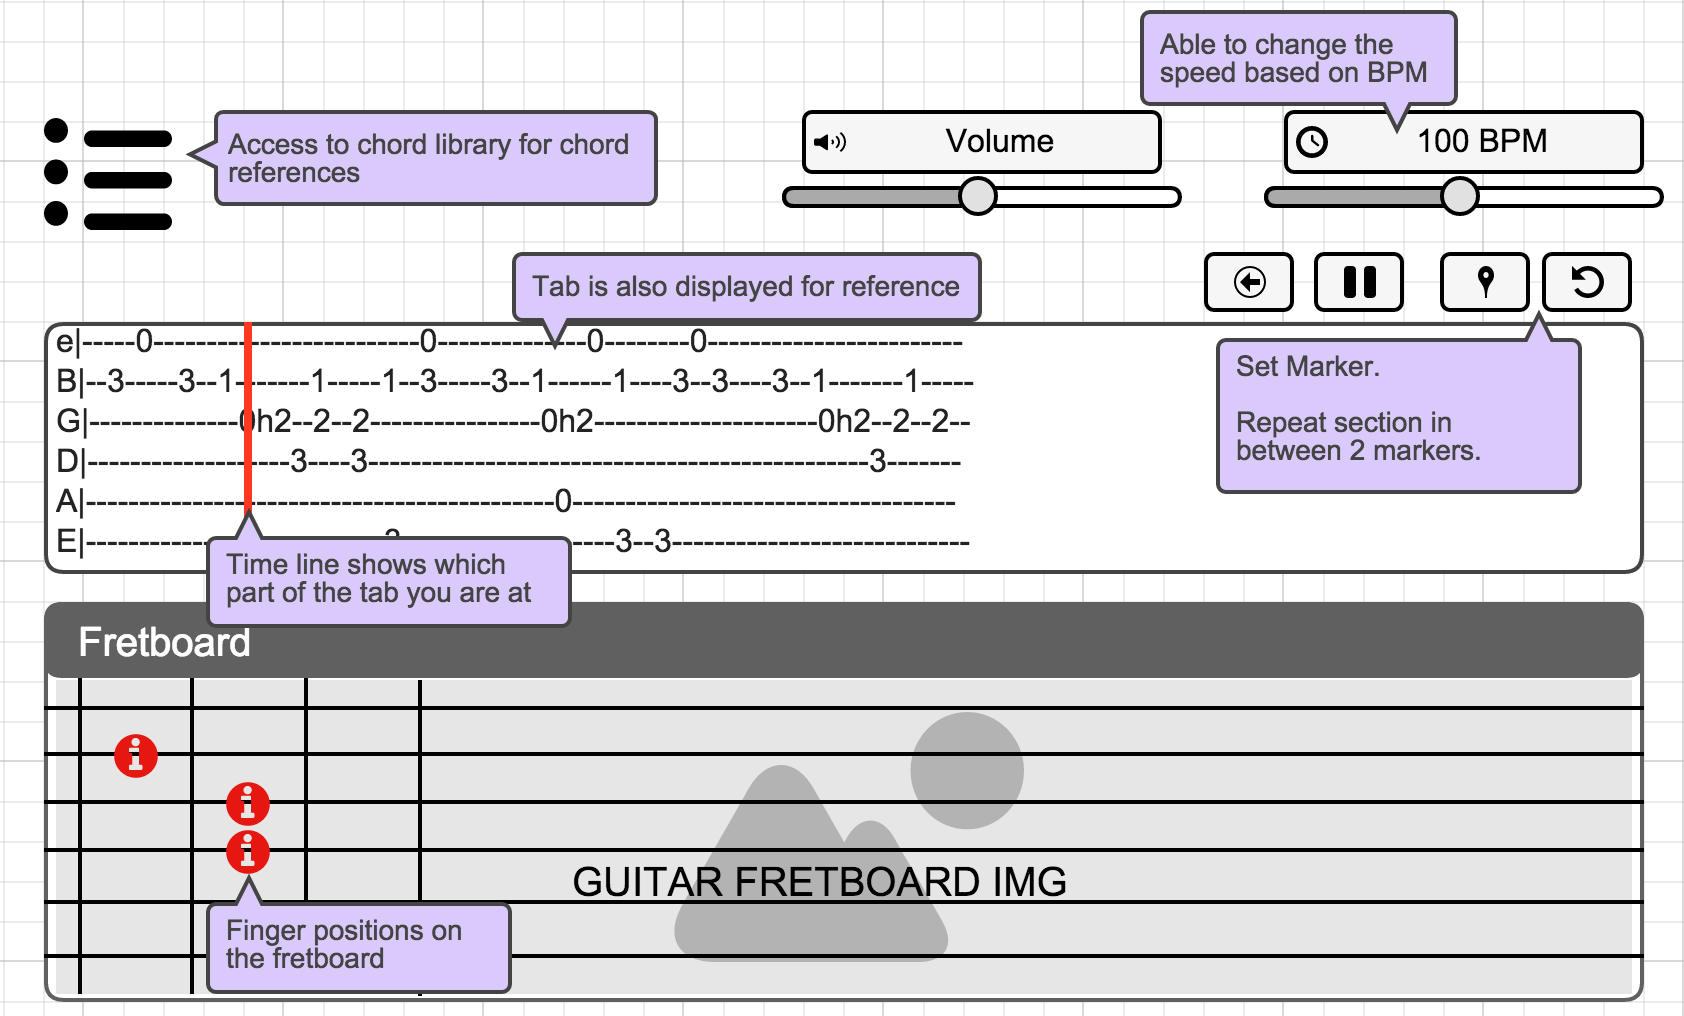 Able to change the
speed based on BPM
Access to chord library for chord
references
Volume
100 BPM
Tab is also displayed for reference
e|------0-------------------------0--------------0--------0------------------------
B|--3-----3--1--------1-----1--3-----3--1------1----3--3----3--1-------1-----
G|--------------0h2--2--2----------------0h2---------------------0h2--2--2--
D|-------------------3----3-----------------------------------------------3-------
A|--------------------------------------------0------------------------------------
E|----------- ----3--3----------------------------
Set Marker.
Repeat section in
between 2 markers.
Time line shows which
part of the tab you are at
Fretboard
GUITAR FRETBOARD IMG
Finger positions on
the fretboard